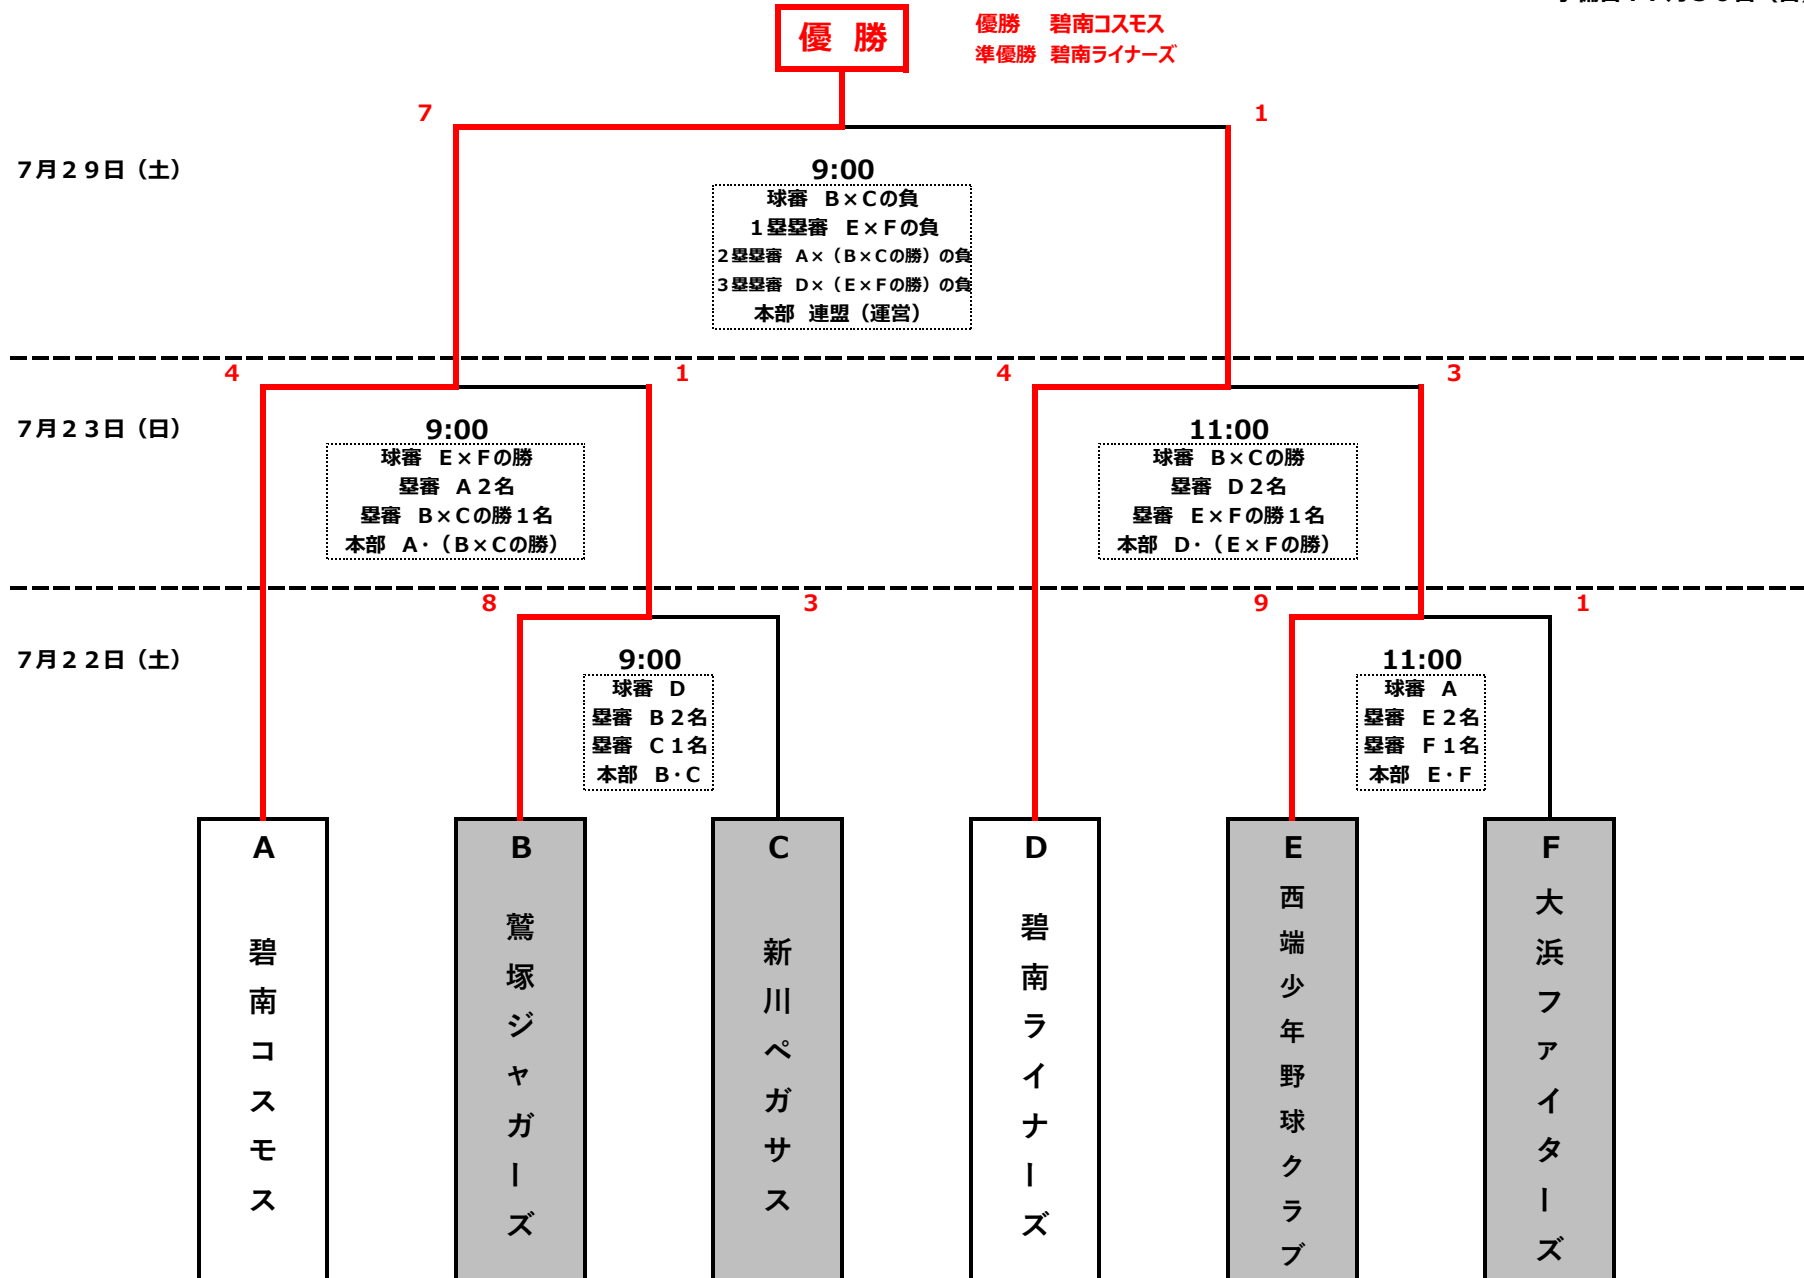 優勝
優勝 碧南コスモス
準優勝 碧南ライナーズ
7 1
7月29日（土）
9:00
球審 B×Cの負
1塁塁審 E×Fの負
2塁塁審 A×（B×Cの勝）の負
3塁塁審 D×（E×Fの勝）の負
本部 連盟（運営）
4 1 4 3
7月23日（日）
9:00
球審 E×Fの勝
塁審 A2名
塁審 B×Cの勝1名
本部 A・（B×Cの勝）
11:00
球審 B×Cの勝
塁審 D2名
塁審 E×Fの勝1名
本部 D・（E×Fの勝）
8 3 9 1
7月22日（土）
9:00
球審 D
塁審 B2名
塁審 C1名
本部 B・C
11:00
球審 A
塁審 E2名
塁審 F1名
本部 E・F
A
碧南コスモス
B
鷲塚ジャガーズ
C
新川ペガサス
D
碧南ライナーズ
E
西端少年野球クラブ
F
大浜ファイターズ